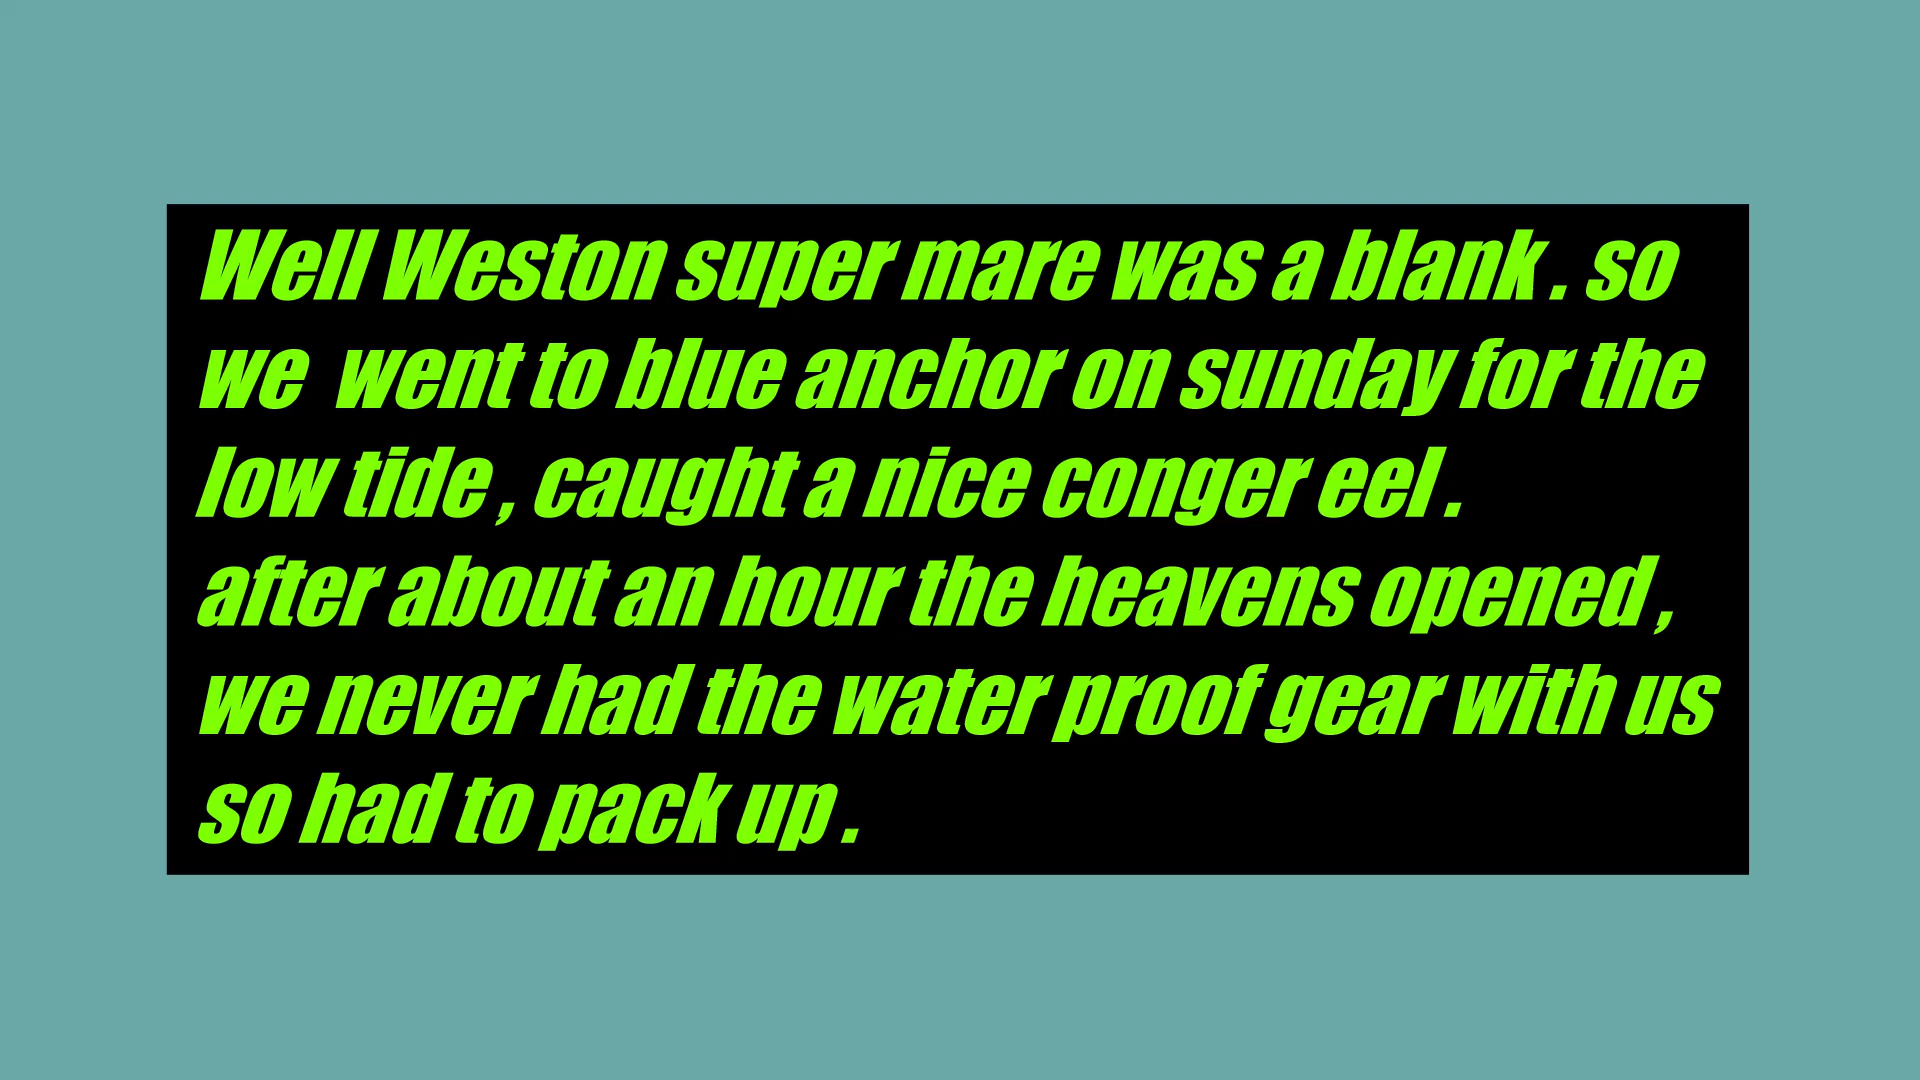 Well Weston super mare was a blank . so
we  went to blue anchor on sunday for the
low tide , caught a nice conger eel .
after about an hour the heavens opened ,
we never had the water proof gear with us
so had to pack up .